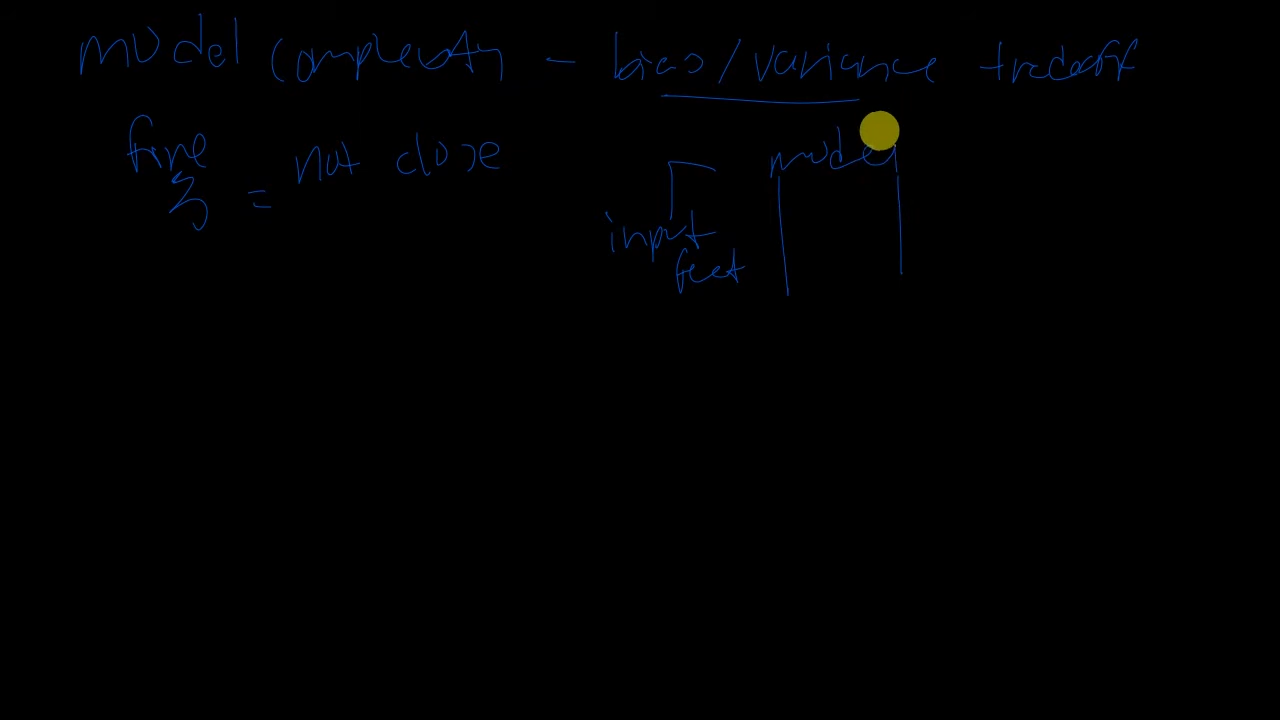 model complexity - bias/variance tradeoff
fine
= not close
model
input
feat